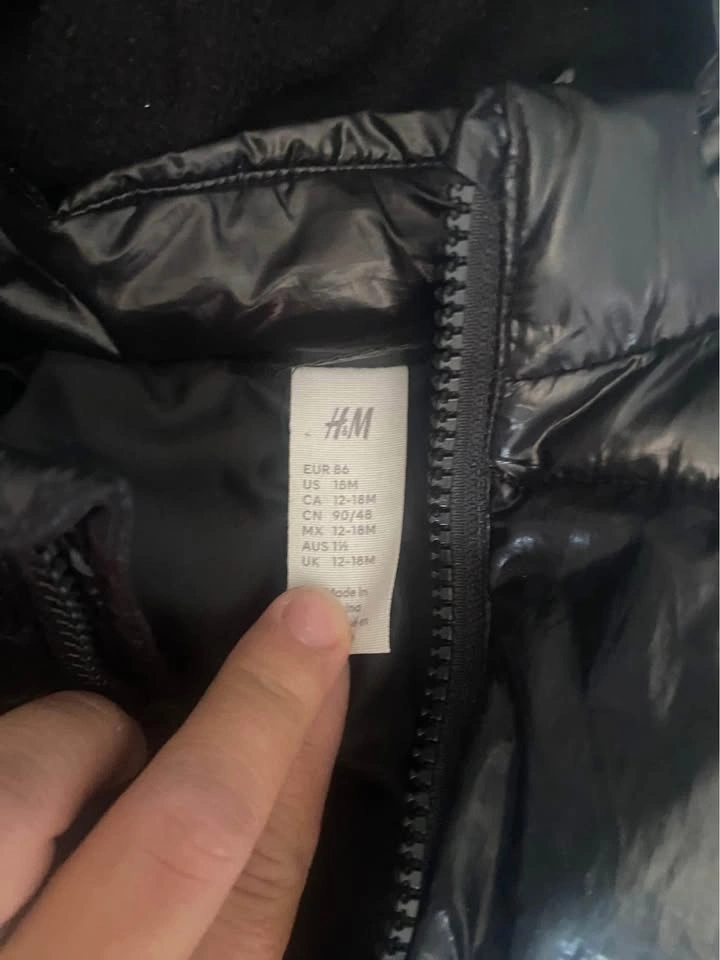 H&M
EUR 86
US 18M
CA 12-18M
CN 90/48
MX 12-18M
AUS 1½
UK 12-18M
Made in